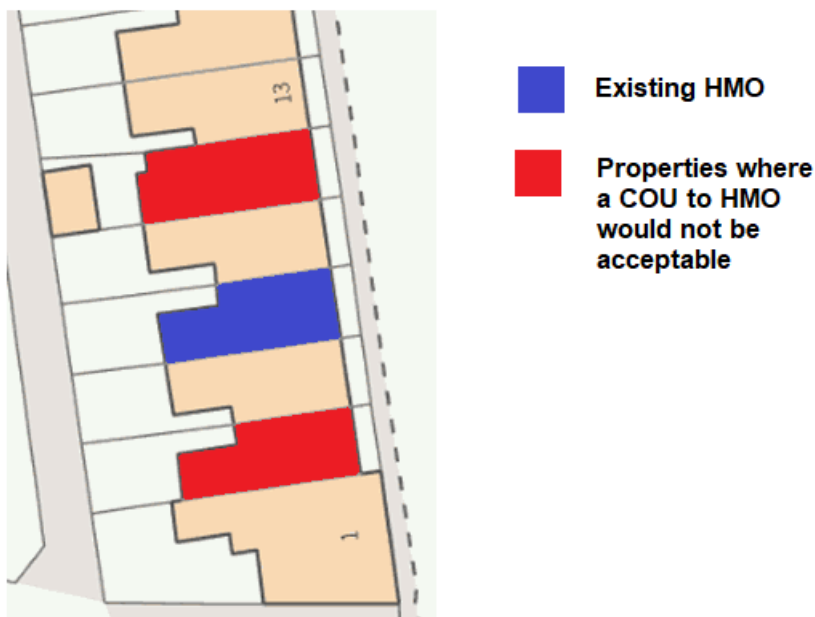 13
1
Existing HMO
Properties where
a COU to HMO
would not be
acceptable